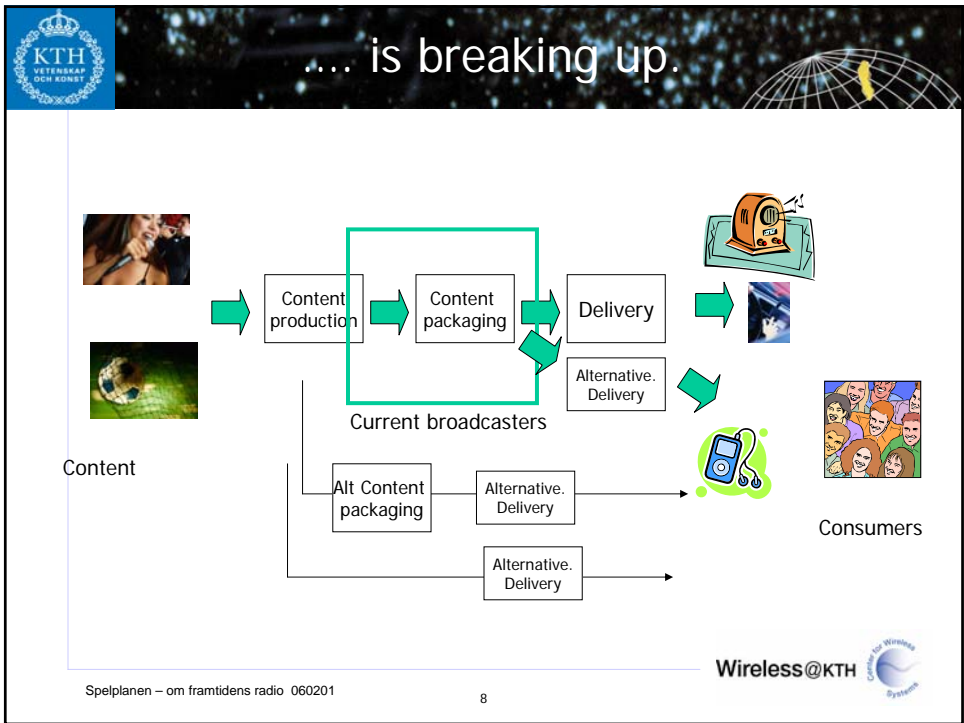 KTH
VETENSKAP
OCH KONST
.... is breaking up.
Content
production
Content
packaging
Delivery
Alternative.
Delivery
Current broadcasters
Content
Alt Content
packaging
Alternative.
Delivery
Consumers
Alternative.
Delivery
Wireless@KTH
Center for Wireless
Systems
Spelplanen – om framtidens radio 060201
8